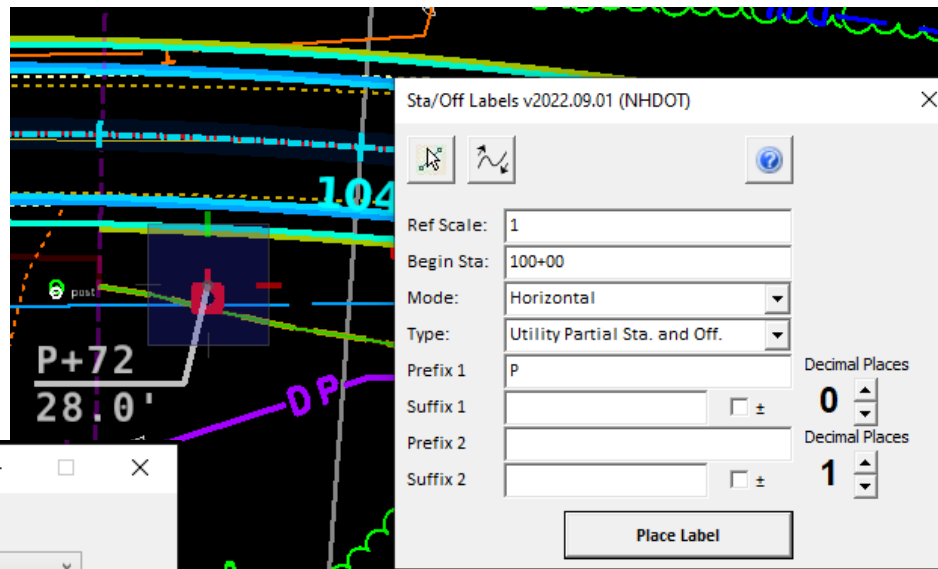 Sta/Off Labels v2022.09.01 (NHDOT)
104
Ref Scale: 1
Begin Sta: 100+00
Mode: Horizontal
Type: Utility Partial Sta. and Off.
Prefix 1 P
Decimal Places
Suffix 1 ± 0
Prefix 2
Decimal Places
Suffix 2 ± 1
Place Label
post
P+72
28.0'
DP